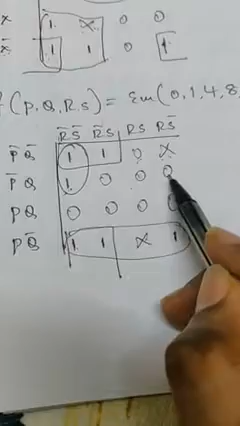 x 1 x 0 0
x̄ 1 1 0 1
f(P,Q,R,S) = Σm(0,1,4,8,
R̄S̄ R̄S RS RS̄
P̄Q̄ 1 1 0 x
P̄Q 1 0 0 0
PQ 0 0 0
PQ̄ 1 1 x 1